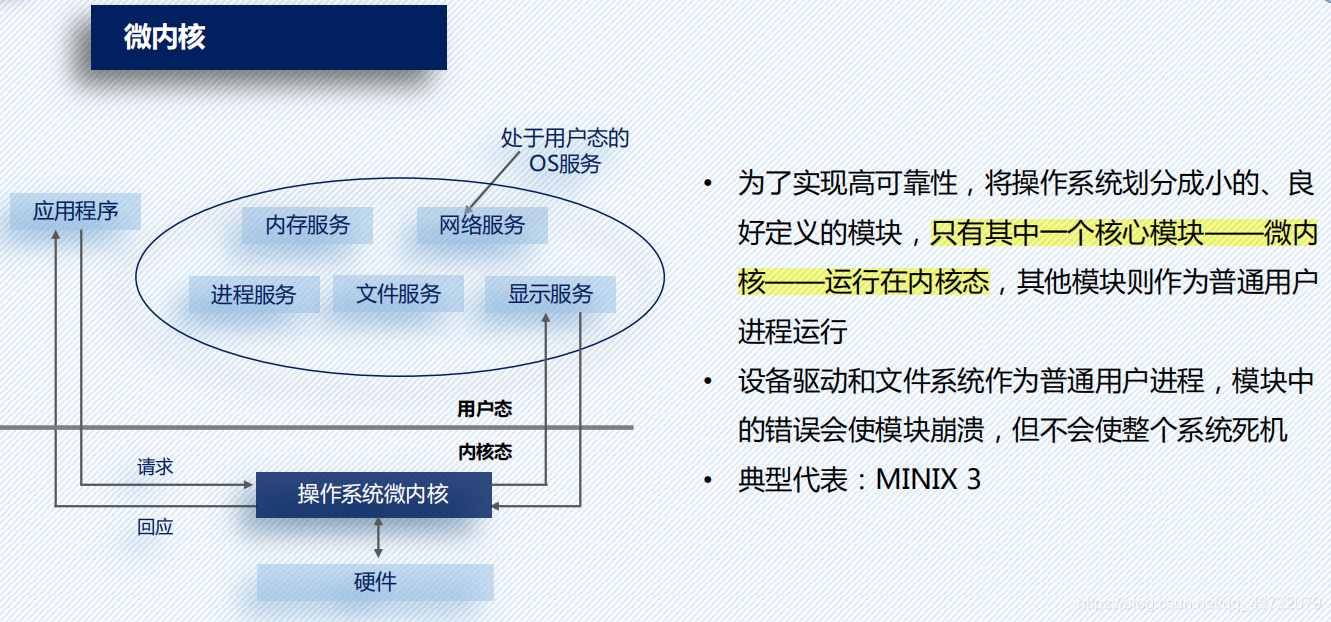 微内核
处于用户态的
OS服务
应用程序
内存服务
网络服务
进程服务
文件服务
显示服务
用户态
内核态
请求
操作系统微内核
回应
硬件
• 为了实现高可靠性，将操作系统划分成小的、良
好定义的模块，只有其中一个核心模块——微内
核——运行在内核态，其他模块则作为普通用户
进程运行
• 设备驱动和文件系统作为普通用户进程，模块中
的错误会使模块崩溃，但不会使整个系统死机
• 典型代表：MINIX 3
https://blog.csdn.net/qq_43722079